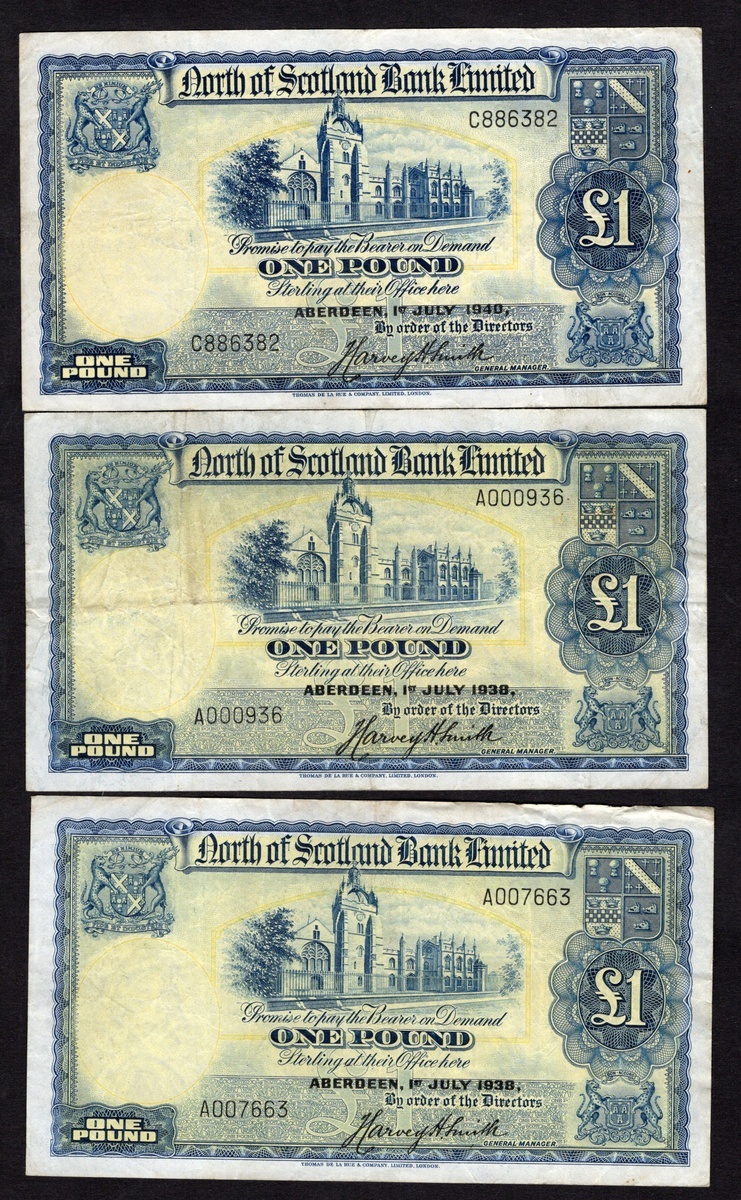 North of Scotland Bank Limited
C886382
£1
Promise to pay the Bearer on Demand
ONE POUND
Sterling at their Office here
ABERDEEN, 1ST JULY 1940,
By order of the Directors
C886382
Harvey H Smith
GENERAL MANAGER.
ONE
POUND
THOMAS DE LA RUE & COMPANY, LIMITED, LONDON.
North of Scotland Bank Limited
A000936
£1
Promise to pay the Bearer on Demand
ONE POUND
Sterling at their Office here
ABERDEEN, 1ST JULY 1938,
By order of the Directors
A000936
Harvey H Smith
GENERAL MANAGER.
ONE
POUND
THOMAS DE LA RUE & COMPANY, LIMITED, LONDON.
North of Scotland Bank Limited
A007663
£1
Promise to pay the Bearer on Demand
ONE POUND
Sterling at their Office here
ABERDEEN, 1ST JULY 1938,
By order of the Directors
A007663
Harvey H Smith
GENERAL MANAGER.
ONE
POUND
THOMAS DE LA RUE & COMPANY, LIMITED, LONDON.